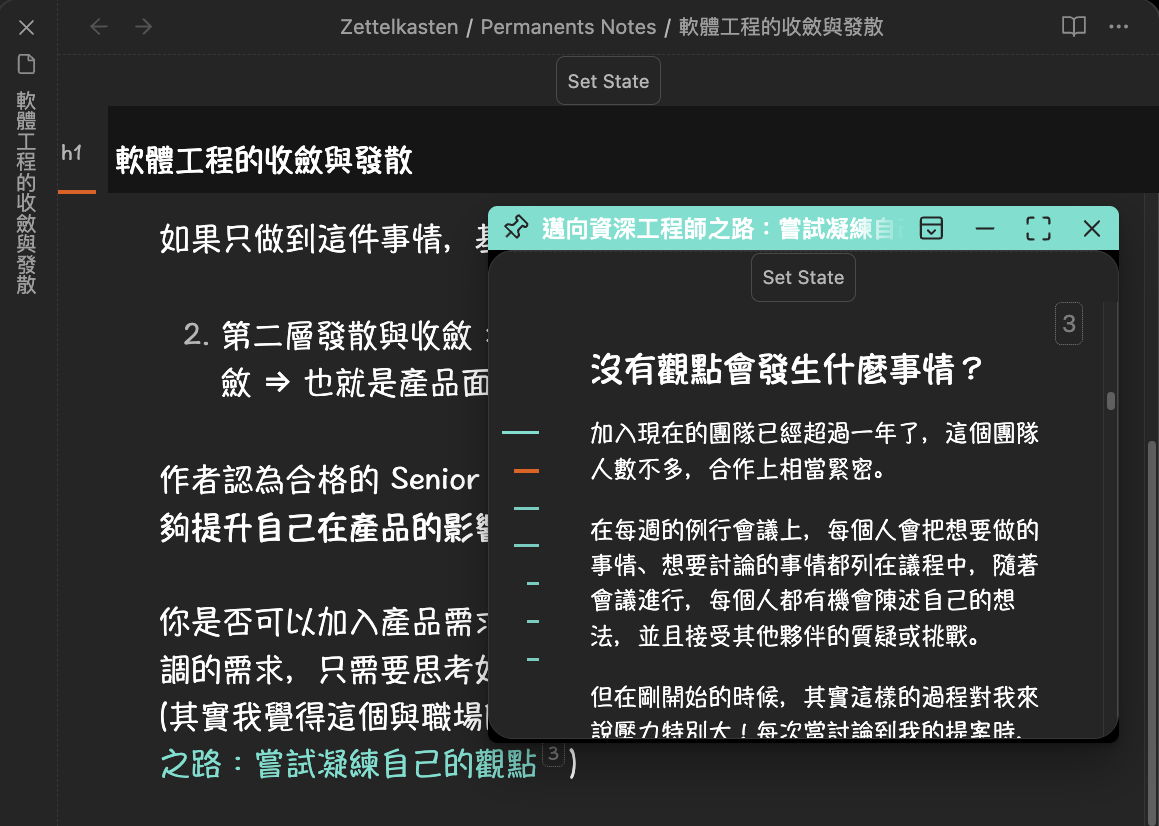 Zettelkasten / Permanents Notes / 軟體工程的收斂與發散
軟體工程的收斂與發散
Set State
h1
軟體工程的收斂與發散
如果只做到這件事情，
2. 第二層發散與收斂：
斂 ⇒ 也就是產品面
作者認為合格的 Senior
夠提升自己在產品的影響
你是否可以加入產品需求
調的需求，只需要思考如
(其實我覺得這個與職場
之路：嘗試凝練自己的觀點 3 )
邁向資深工程師之路：嘗試凝練自己
Set State
3
沒有觀點會發生什麼事情？
加入現在的團隊已經超過一年了，這個團隊
人數不多，合作上相當緊密。
在每週的例行會議上，每個人會把想要做的
事情、想要討論的事情都列在議程中，隨著
會議進行，每個人都有機會陳述自己的想
法，並且接受其他夥伴的質疑或挑戰。
但在剛開始的時候，其實這樣的過程對我來
說壓力特別大！每次當討論到我的提案時，